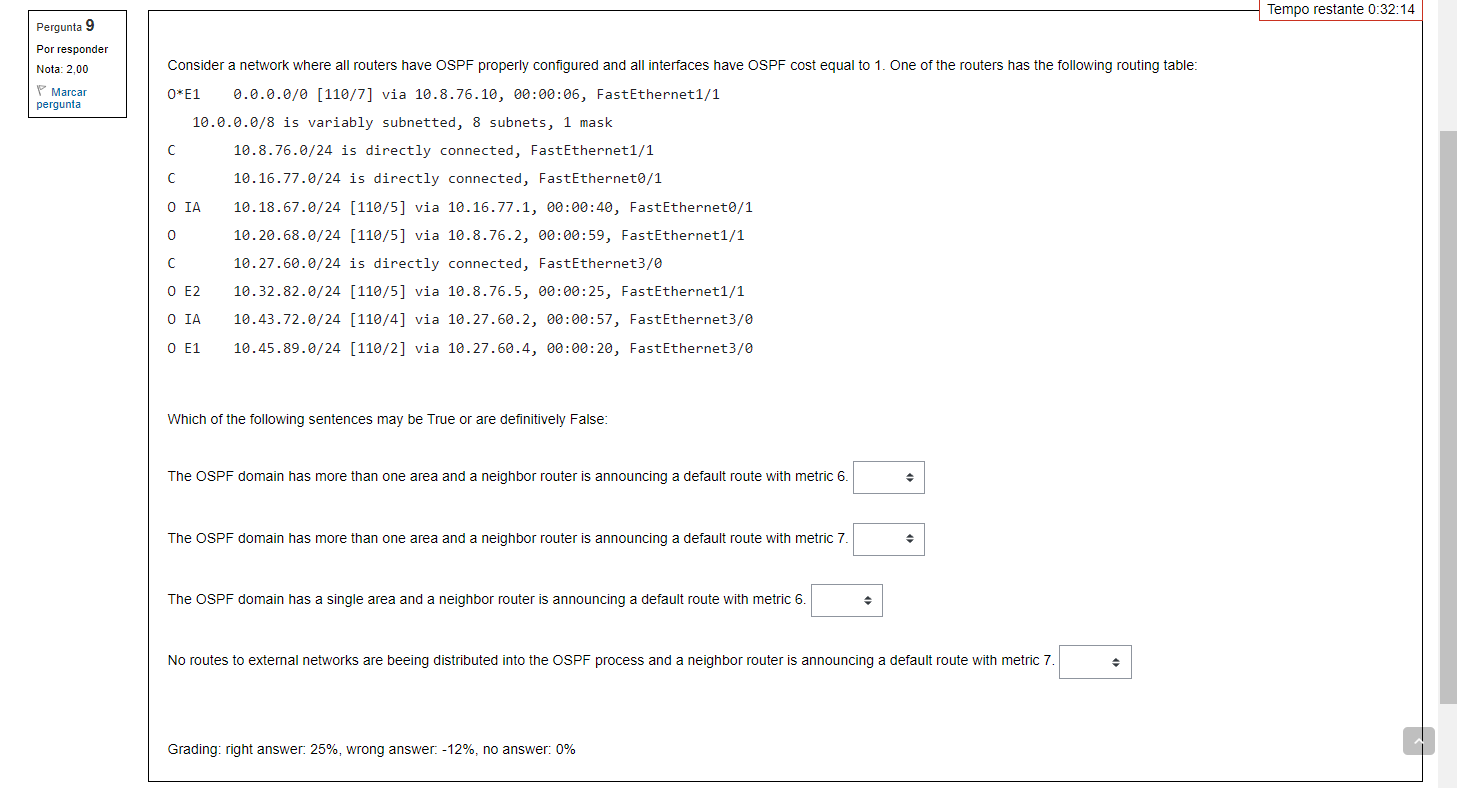 Tempo restante 0:32:14
Pergunta 9
Por responder
Nota: 2,00
Marcar
pergunta
Consider a network where all routers have OSPF properly configured and all interfaces have OSPF cost equal to 1. One of the routers has the following routing table:
O*E1 0.0.0.0/0 [110/7] via 10.8.76.10, 00:00:06, FastEthernet1/1
10.0.0.0/8 is variably subnetted, 8 subnets, 1 mask
C 10.8.76.0/24 is directly connected, FastEthernet1/1
C 10.16.77.0/24 is directly connected, FastEthernet0/1
O IA 10.18.67.0/24 [110/5] via 10.16.77.1, 00:00:40, FastEthernet0/1
O 10.20.68.0/24 [110/5] via 10.8.76.2, 00:00:59, FastEthernet1/1
C 10.27.60.0/24 is directly connected, FastEthernet3/0
O E2 10.32.82.0/24 [110/5] via 10.8.76.5, 00:00:25, FastEthernet1/1
O IA 10.43.72.0/24 [110/4] via 10.27.60.2, 00:00:57, FastEthernet3/0
O E1 10.45.89.0/24 [110/2] via 10.27.60.4, 00:00:20, FastEthernet3/0
Which of the following sentences may be True or are definitively False:
The OSPF domain has more than one area and a neighbor router is announcing a default route with metric 6.
The OSPF domain has more than one area and a neighbor router is announcing a default route with metric 7.
The OSPF domain has a single area and a neighbor router is announcing a default route with metric 6.
No routes to external networks are beeing distributed into the OSPF process and a neighbor router is announcing a default route with metric 7.
Grading: right answer: 25%, wrong answer: -12%, no answer: 0%